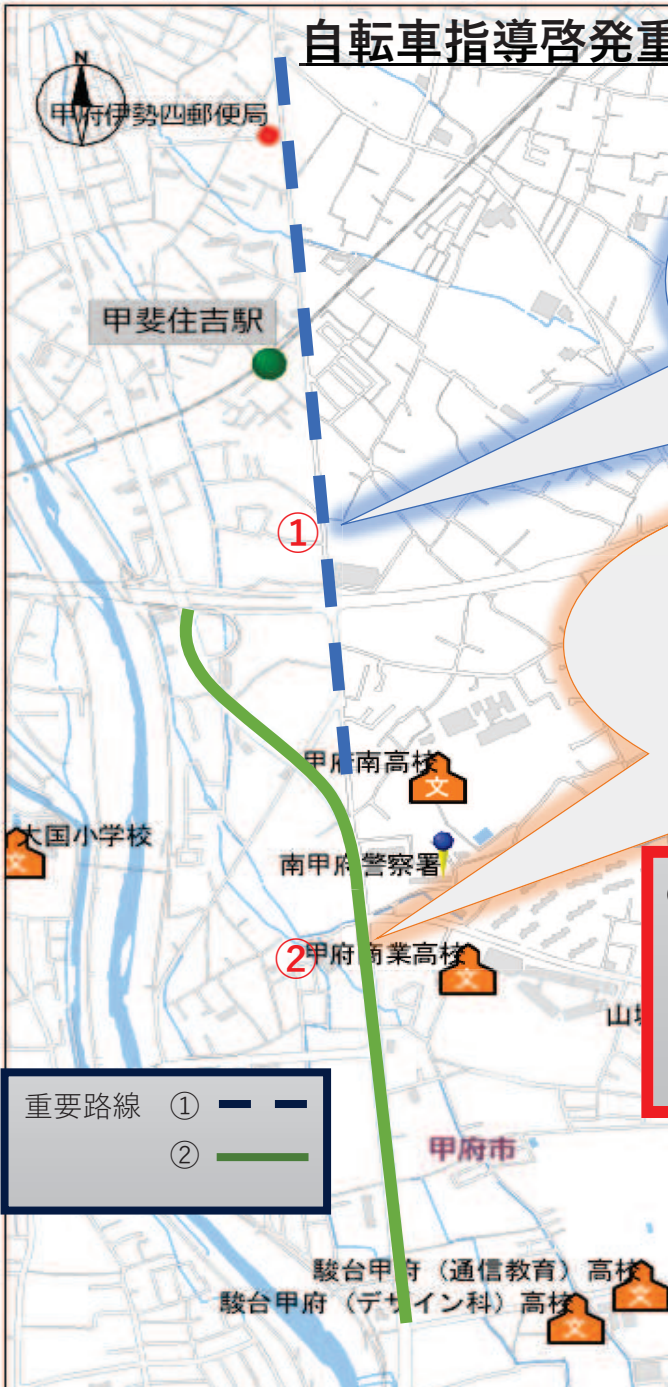 自転車指導啓発重
N
甲府伊勢四郵便局
甲斐住吉駅
①
甲府南高校
文
大国小学校
文
南甲府警察署
②
甲府商業高校
文
山城
重要路線 ①
②
甲府市
駿台甲府（通信教育）高校
文
駿台甲府（デザイン科）高校
文